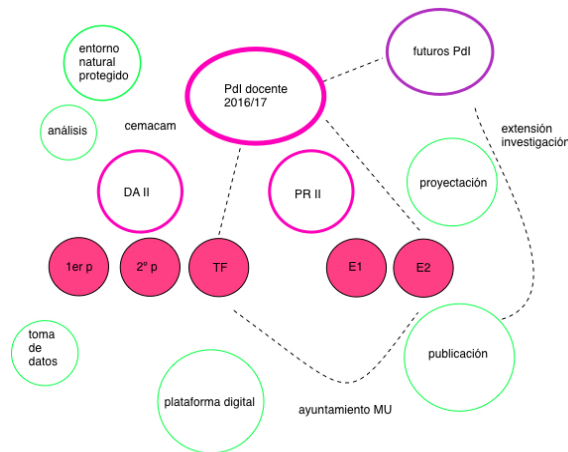 entorno
natural
protegido
futuros PdI
PdI docente
2016/17
análisis
cemacam
extensión
investigación
proyectación
DA II
PR II
1er p
2º p
TF
E1
E2
toma
de
datos
publicación
plataforma digital
ayuntamiento MU